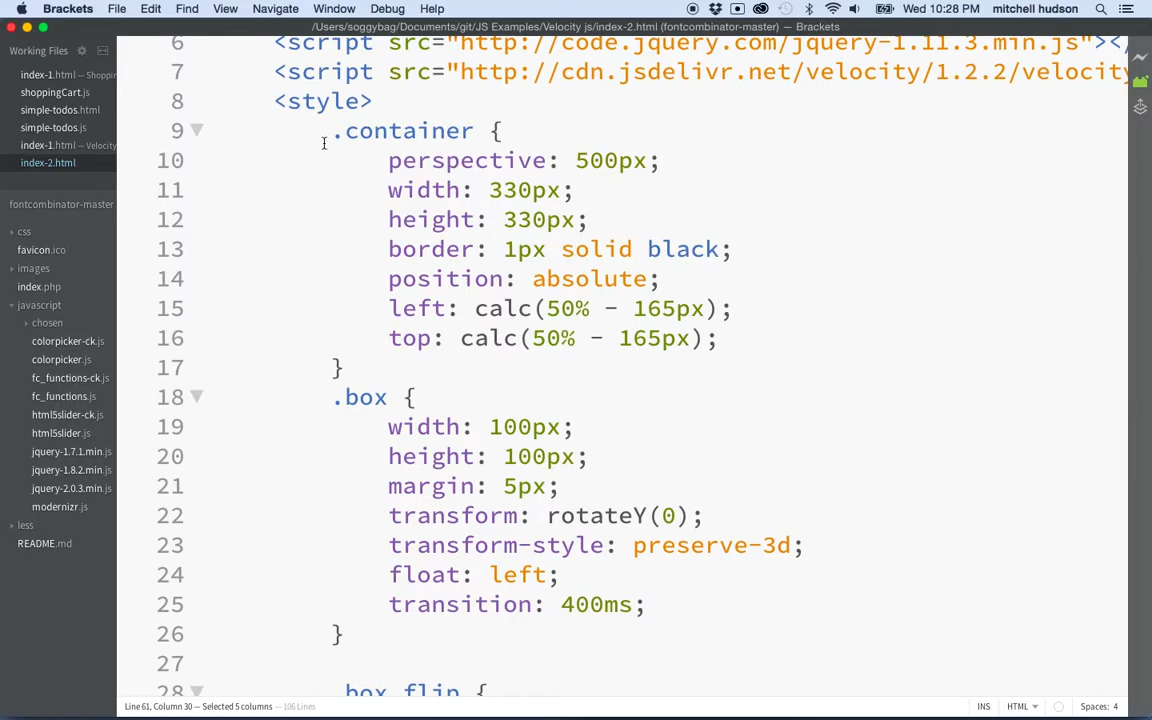 Brackets File Edit Find View Navigate Window Debug Help
Wed 10:28 PM mitchell hudson
/Users/soggybag/Documents/git/JS Examples/Velocity js/index-2.html (fontcombinator-master) — Brackets
Working Files
index-1.html — Shoppin
shoppingCart.js
simple-todos.html
simple-todos.js
index-1.html — Velocity
index-2.html
fontcombinator-master
css
favicon.ico
images
index.php
javascript
chosen
colorpicker-ck.js
colorpicker.js
fc_functions-ck.js
fc_functions.js
html5slider-ck.js
html5slider.js
jquery-1.7.1.min.js
jquery-1.8.2.min.js
jquery-2.0.3.min.js
modernizr.js
less
README.md
6 <script src="http://code.jquery.com/jquery-1.11.3.min.js"></
7 <script src="http://cdn.jsdelivr.net/velocity/1.2.2/velocity
8 <style>
9 .container {
10 perspective: 500px;
11 width: 330px;
12 height: 330px;
13 border: 1px solid black;
14 position: absolute;
15 left: calc(50% - 165px);
16 top: calc(50% - 165px);
17 }
18 .box {
19 width: 100px;
20 height: 100px;
21 margin: 5px;
22 transform: rotateY(0);
23 transform-style: preserve-3d;
24 float: left;
25 transition: 400ms;
26 }
27
28 .box flip {
Line 61, Column 30 — Selected 5 columns — 106 Lines
INS HTML Spaces: 4